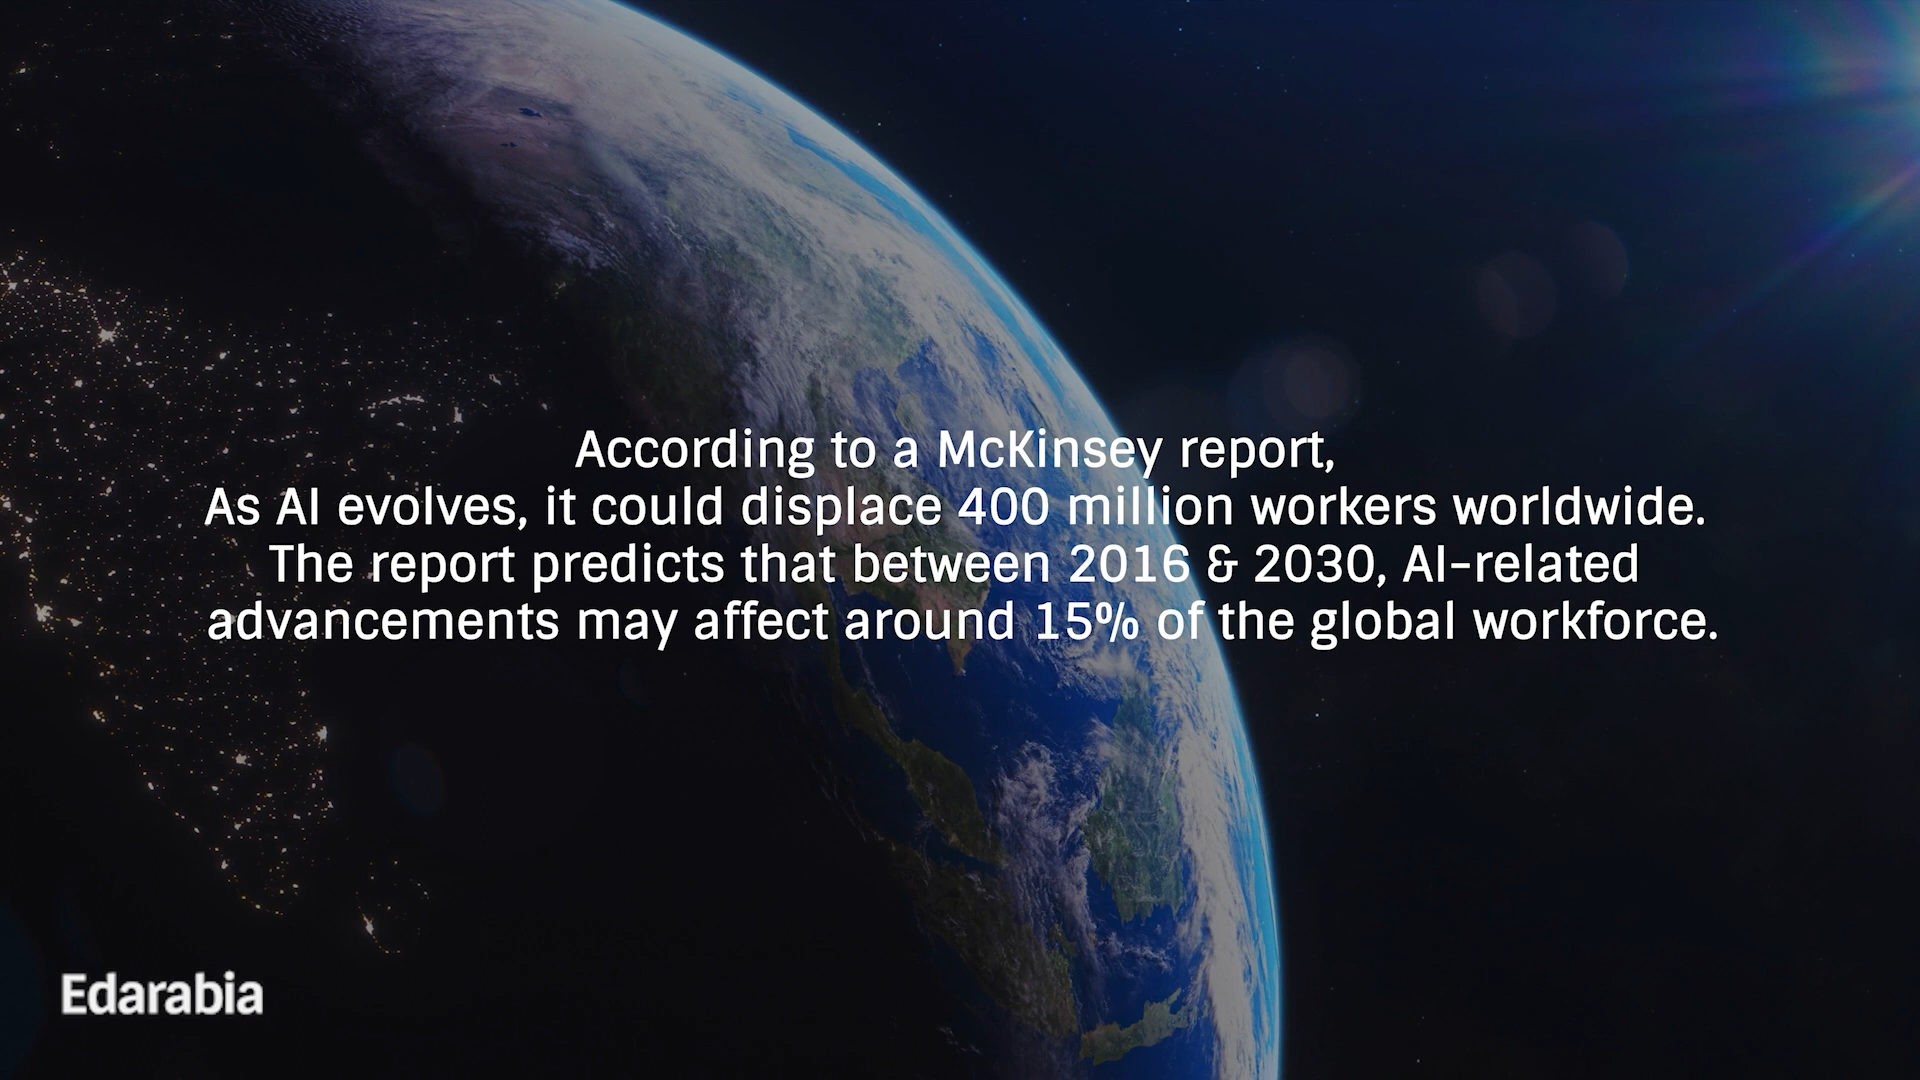 According to a McKinsey report,
As AI evolves, it could displace 400 million workers worldwide.
The report predicts that between 2016 & 2030, AI-related
advancements may affect around 15% of the global workforce.
Edarabia